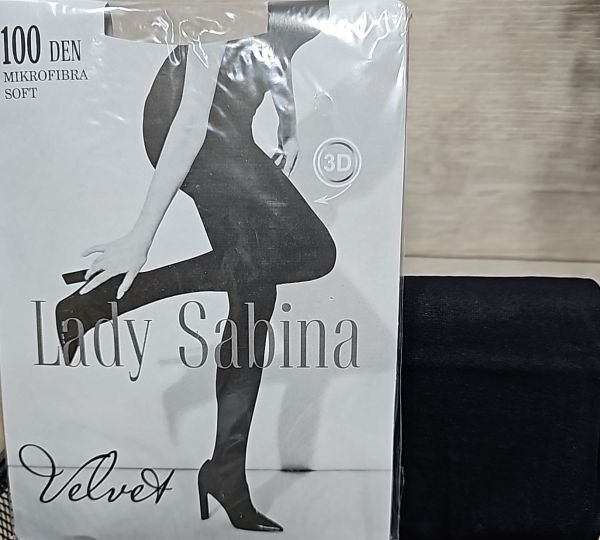 100 DEN
MIKROFIBRA
SOFT
3D
Lady Sabina
Velvet